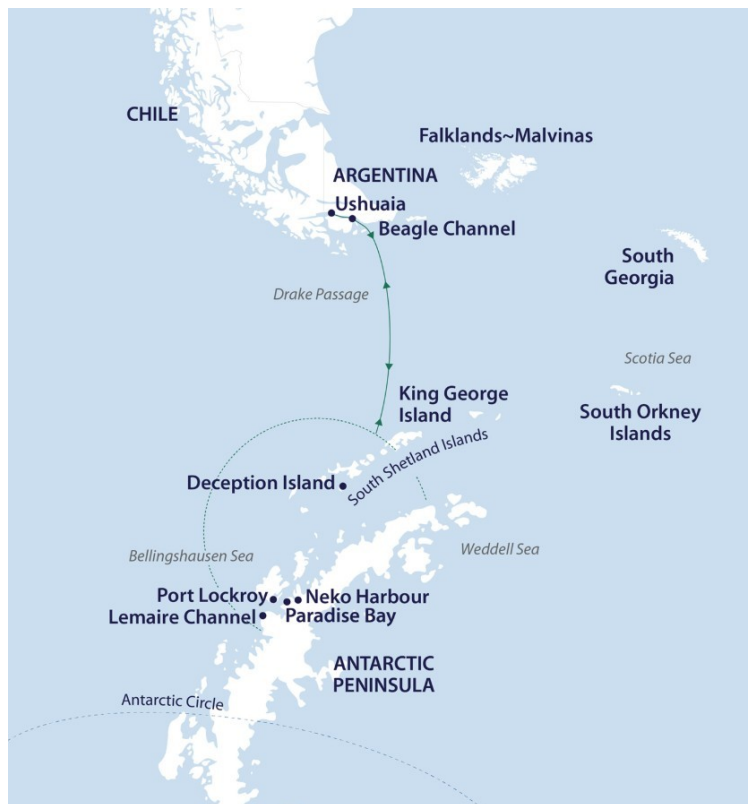 CHILE
Falklands~Malvinas
ARGENTINA
Ushuaia
Beagle Channel
South
Georgia
Drake Passage
Scotia Sea
King George
Island
South Orkney
Islands
South Shetland Islands
Deception Island
Bellingshausen Sea
Weddell Sea
Port Lockroy
Neko Harbour
Lemaire Channel
Paradise Bay
ANTARCTIC
PENINSULA
Antarctic Circle